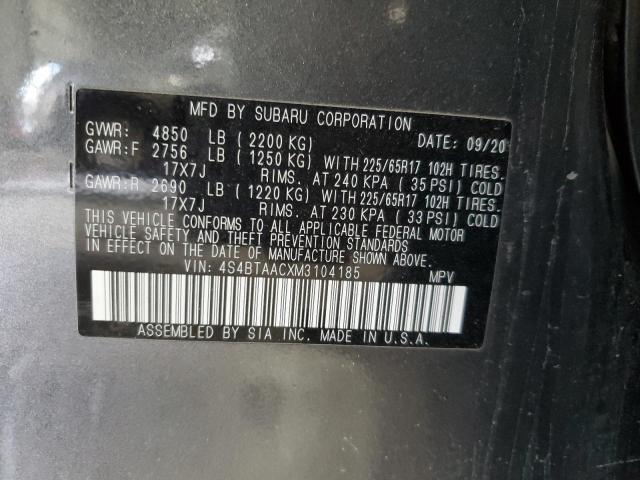 MFD BY SUBARU CORPORATION
GVWR: 4850 LB ( 2200 KG) DATE: 09/20
GAWR:F 2756 LB ( 1250 KG) WITH 225/65R17 102H TIRES.
17X7J RIMS. AT 240 KPA ( 35 PSI) COLD
GAWR:R 2690 LB ( 1220 KG) WITH 225/65R17 102H TIRES.
17X7J RIMS. AT 230 KPA ( 33 PSI) COLD
THIS VEHICLE CONFORMS TO ALL APPLICABLE FEDERAL MOTOR
VEHICLE SAFETY AND THEFT PREVENTION STANDARDS
IN EFFECT ON THE DATE OF MANUFACTURE SHOWN ABOVE.
VIN: 4S4BTAACXM3104185 MPV
ASSEMBLED BY SIA INC. MADE IN U.S.A.